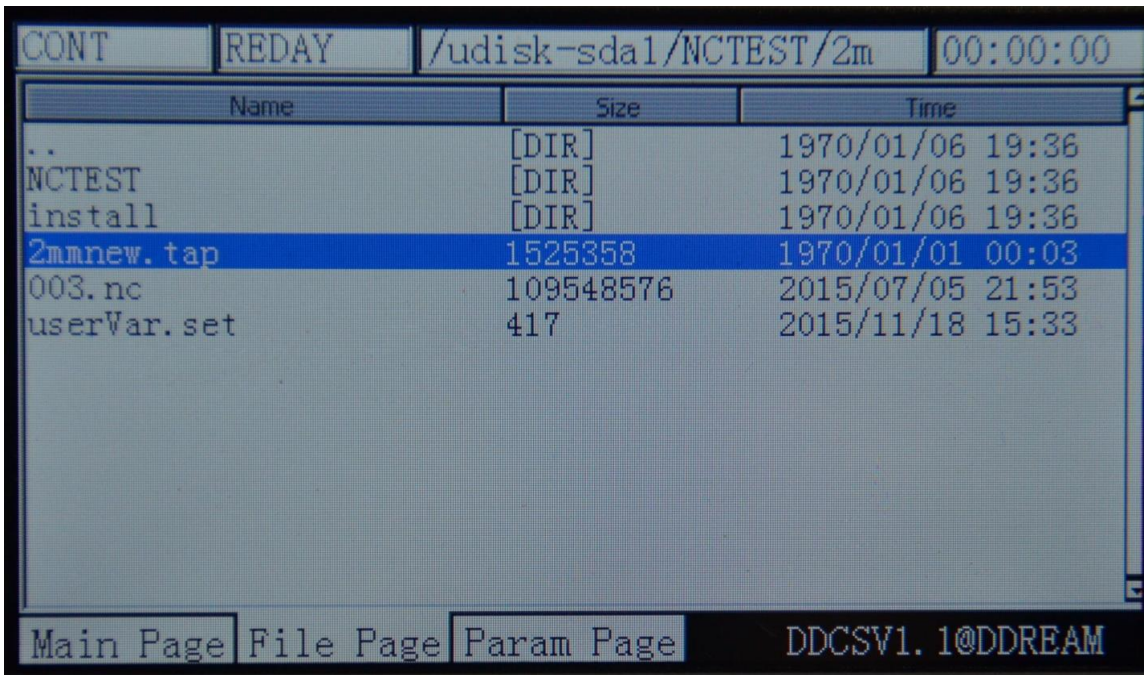 CONT REDAY /udisk-sda1/NCTEST/2m 00:00:00
Name Size Time
.. [DIR] 1970/01/06 19:36
NCTEST [DIR] 1970/01/06 19:36
install [DIR] 1970/01/06 19:36
2mmnew.tap 1525358 1970/01/01 00:03
003.nc 109548576 2015/07/05 21:53
userVar.set 417 2015/11/18 15:33
Main Page File Page Param Page DDCSV1.1@DDREAM